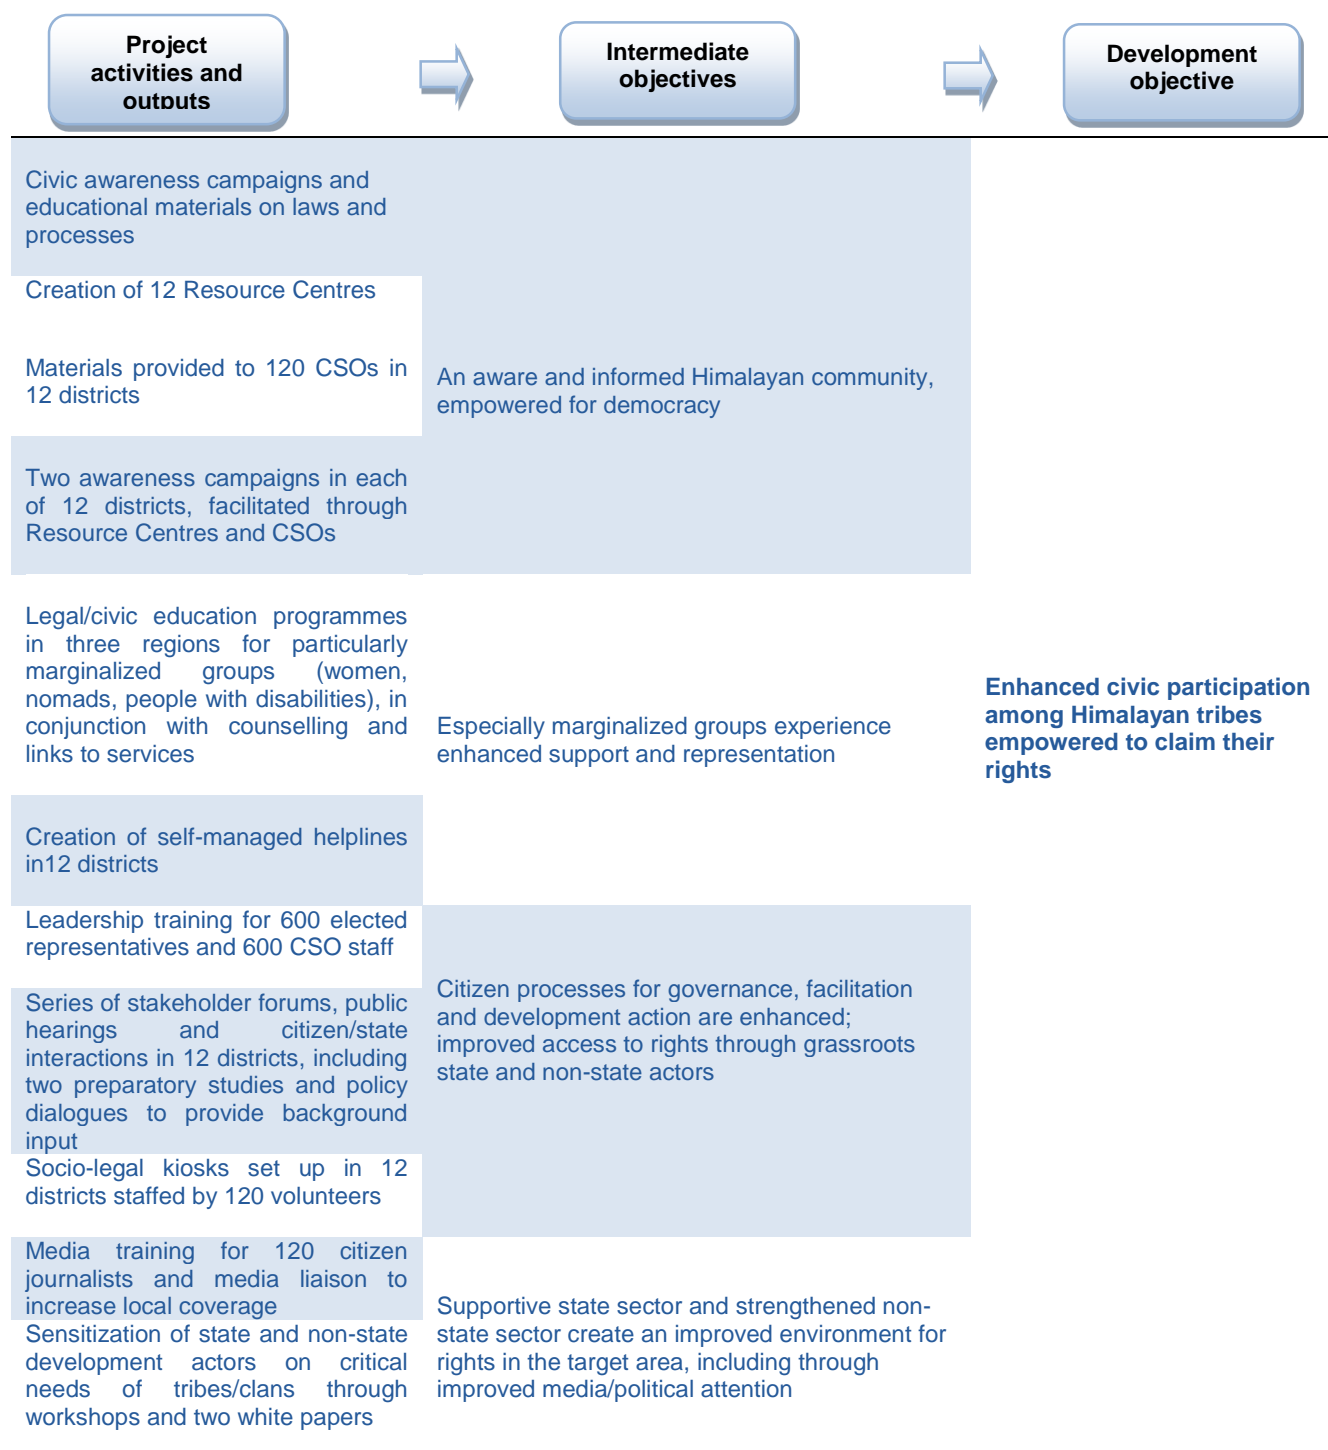 Project
activities and
outputs
Intermediate
objectives
Development
objective
Civic awareness campaigns and
educational materials on laws and
processes
Creation of 12 Resource Centres
Materials provided to 120 CSOs in
12 districts
Two awareness campaigns in each
of 12 districts, facilitated through
Resource Centres and CSOs
An aware and informed Himalayan community,
empowered for democracy
Legal/civic education programmes
in three regions for particularly
marginalized groups (women,
nomads, people with disabilities), in
conjunction with counselling and
links to services
Creation of self-managed helplines
in12 districts
Especially marginalized groups experience
enhanced support and representation
Leadership training for 600 elected
representatives and 600 CSO staff
Series of stakeholder forums, public
hearings and citizen/state
interactions in 12 districts, including
two preparatory studies and policy
dialogues to provide background
input
Socio-legal kiosks set up in 12
districts staffed by 120 volunteers
Citizen processes for governance, facilitation
and development action are enhanced;
improved access to rights through grassroots
state and non-state actors
Media training for 120 citizen
journalists and media liaison to
increase local coverage
Sensitization of state and non-state
development actors on critical
needs of tribes/clans through
workshops and two white papers
Supportive state sector and strengthened non-
state sector create an improved environment for
rights in the target area, including through
improved media/political attention
Enhanced civic participation
among Himalayan tribes
empowered to claim their
rights